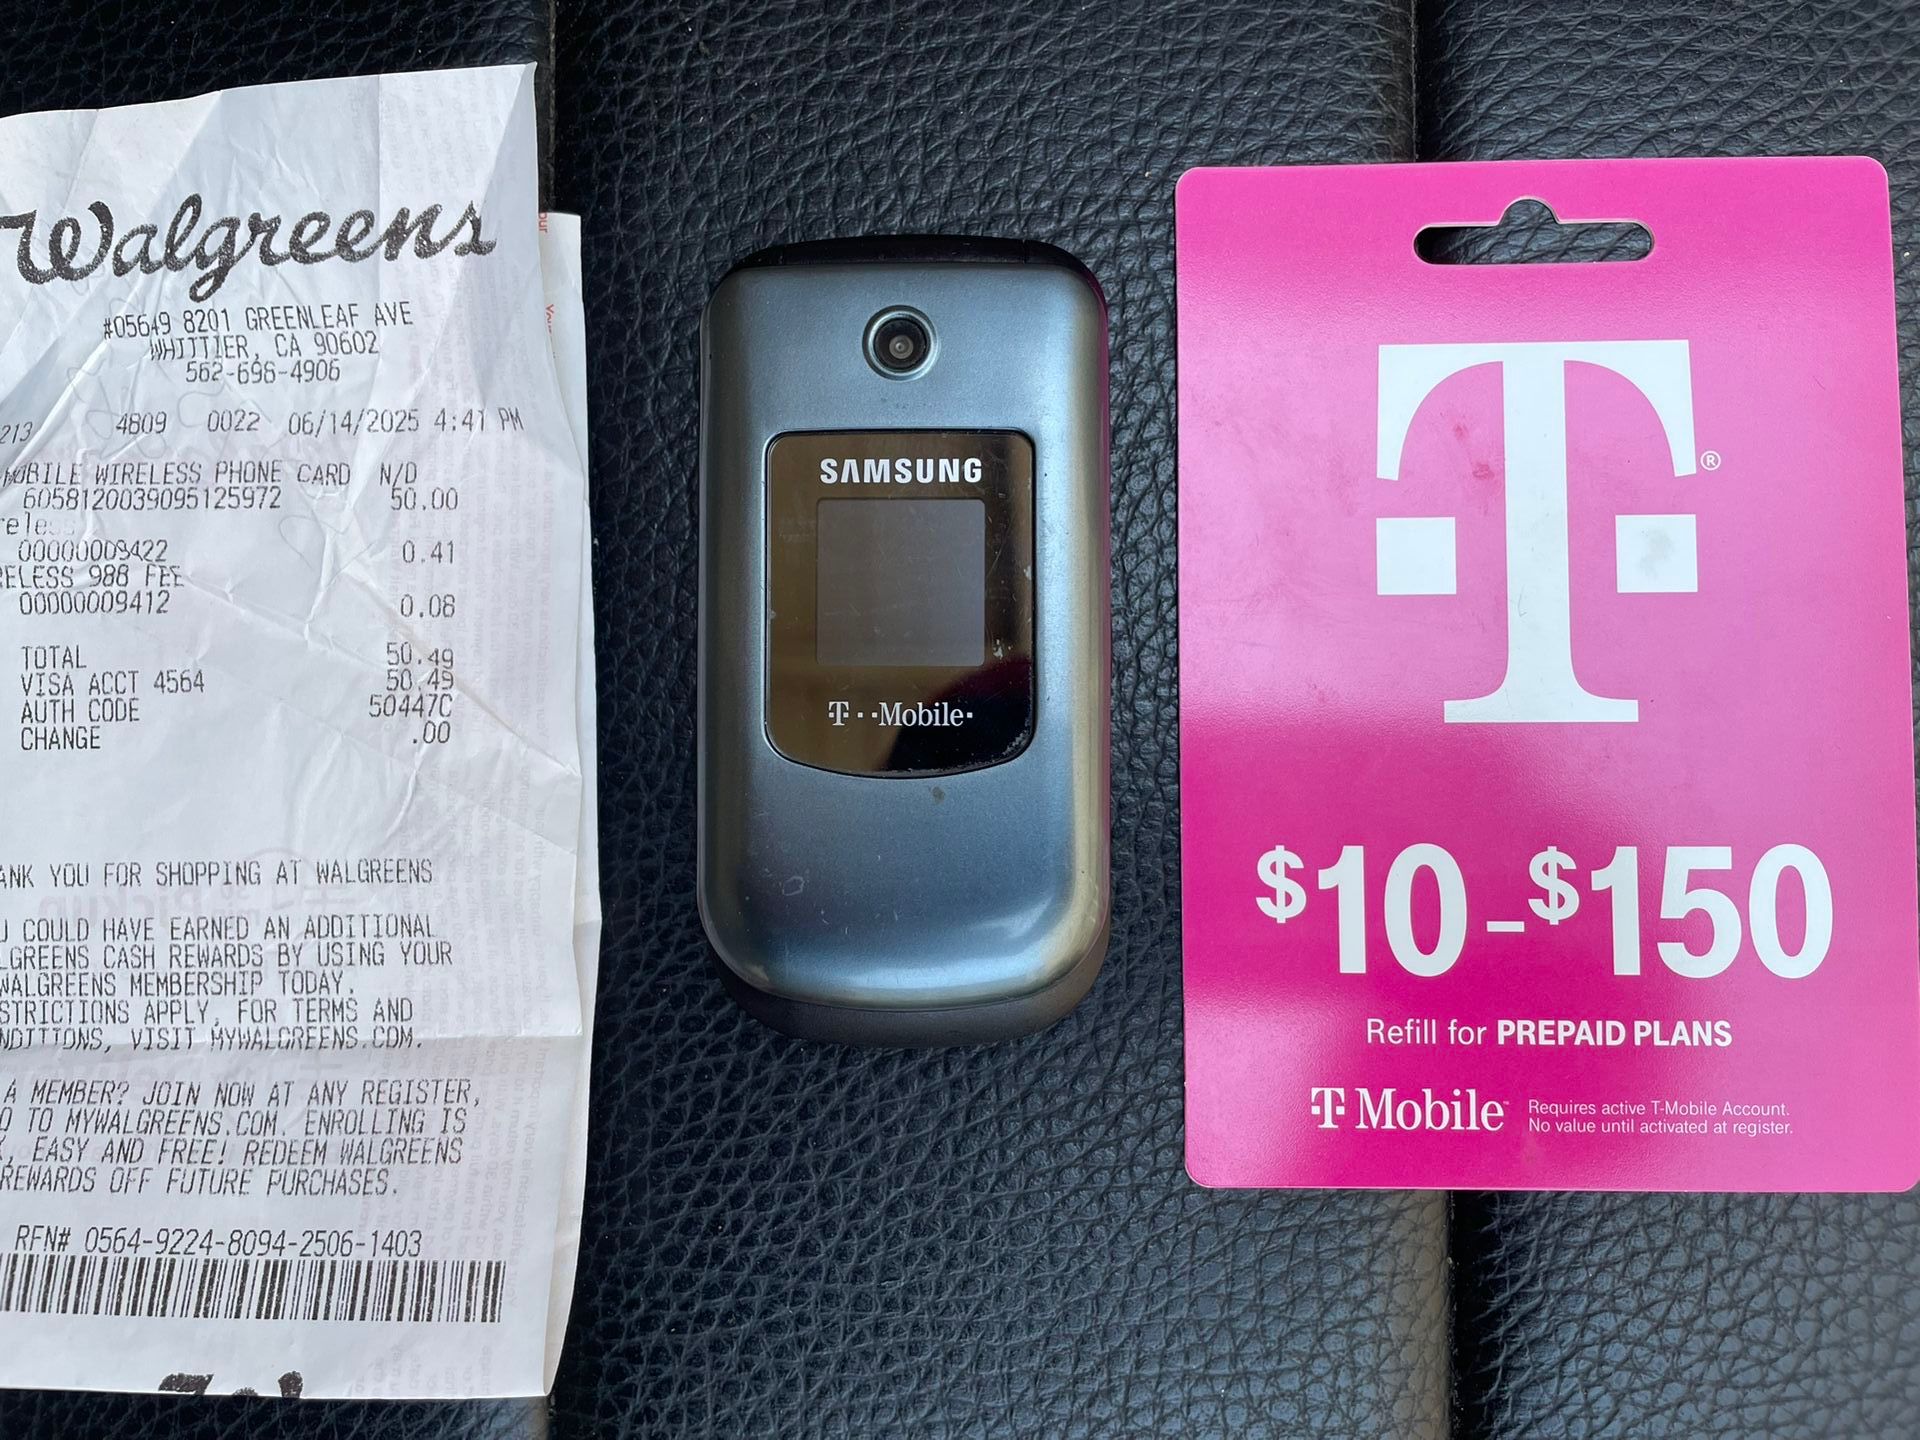 Walgreens
#05649 8201 GREENLEAF AVE
WHITTIER, CA 90602
562-698-4906
213 4809 0022 06/14/2025 4:41 PM
MOBILE WIRELESS PHONE CARD N/D
6058120039095125972 50.00
reless
00000009422 0.41
RELESS 988 FEE
00000009412 0.08
TOTAL 50.49
VISA ACCT 4564 50.49
AUTH CODE 50447C
CHANGE .00
ANK YOU FOR SHOPPING AT WALGREENS
U COULD HAVE EARNED AN ADDITIONAL
LGREENS CASH REWARDS BY USING YOUR
WALGREENS MEMBERSHIP TODAY.
STRICTIONS APPLY, FOR TERMS AND
NDITIONS, VISIT MYWALGREENS.COM.
A MEMBER? JOIN NOW AT ANY REGISTER,
O TO MYWALGREENS.COM. ENROLLING IS
K, EASY AND FREE! REDEEM WALGREENS
REWARDS OFF FUTURE PURCHASES.
RFN# 0564-9224-8094-2506-1403
SAMSUNG
T··Mobile·
T®
$10-$150
Refill for PREPAID PLANS
T Mobile™
Requires active T-Mobile Account.
No value until activated at register.